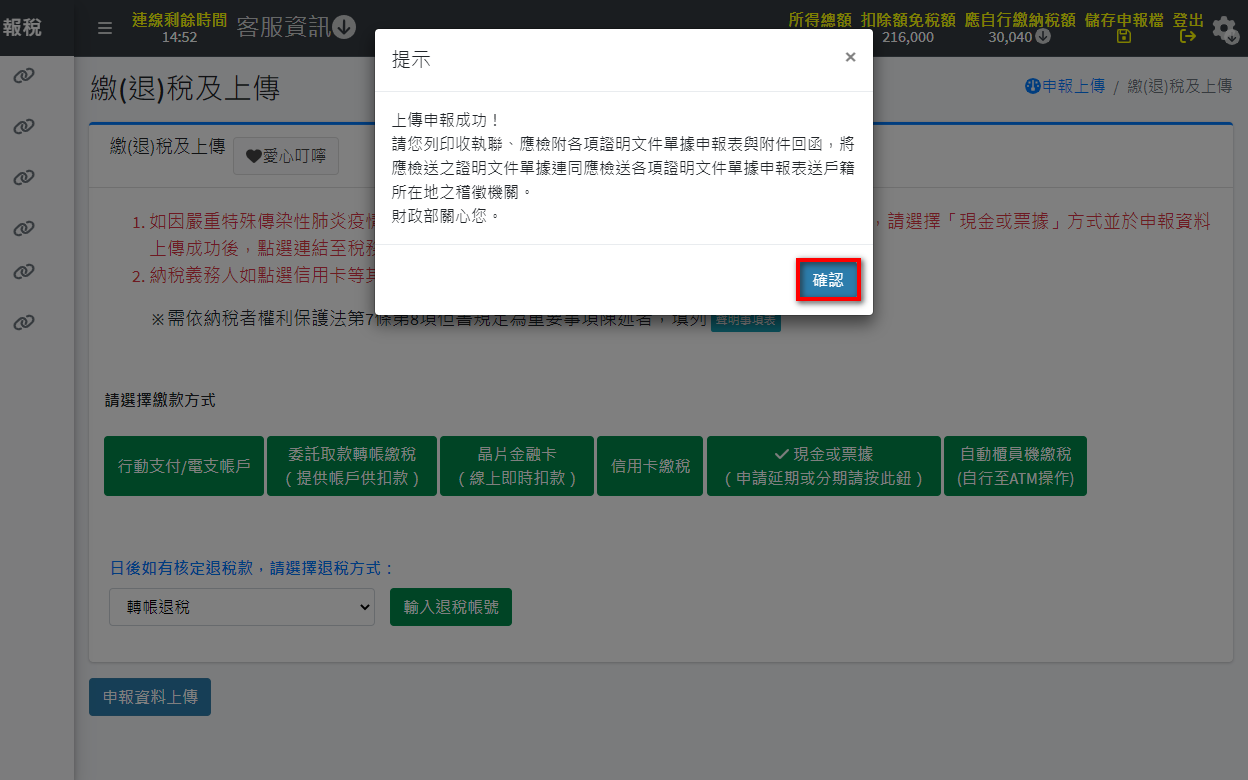 報稅
連線剩餘時間
14:52
客服資訊
所得總額 扣除額免稅額 應自行繳納稅額 儲存申報檔 登出
216,000 30,040
繳(退)稅及上傳
申報上傳 / 繳(退)稅及上傳
提示
×
上傳申報成功！
請您列印收執聯、應檢附各項證明文件單據申報表與附件回函，將
應檢送之證明文件單據連同應檢送各項證明文件單據申報表送戶籍
所在地之稽徵機關。
財政部關心您。
確認
繳(退)稅及上傳
愛心叮嚀
1. 如因嚴重特殊傳染性肺炎疫情 ，請選擇「現金或票據」方式並於申報資料
上傳成功後，點選連結至稅務
2. 納稅義務人如點選信用卡等其
※需依納稅者權利保護法第7條第8項但書規定為重要事項陳述者，填列 聲明事項表
請選擇繳款方式
行動支付/電支帳戶
委託取款轉帳繳稅
（提供帳戶供扣款）
晶片金融卡
（線上即時扣款）
信用卡繳稅
現金或票據
（申請延期或分期請按此鈕）
自動櫃員機繳稅
(自行至ATM操作)
日後如有核定退稅款，請選擇退稅方式：
轉帳退稅
輸入退稅帳號
申報資料上傳